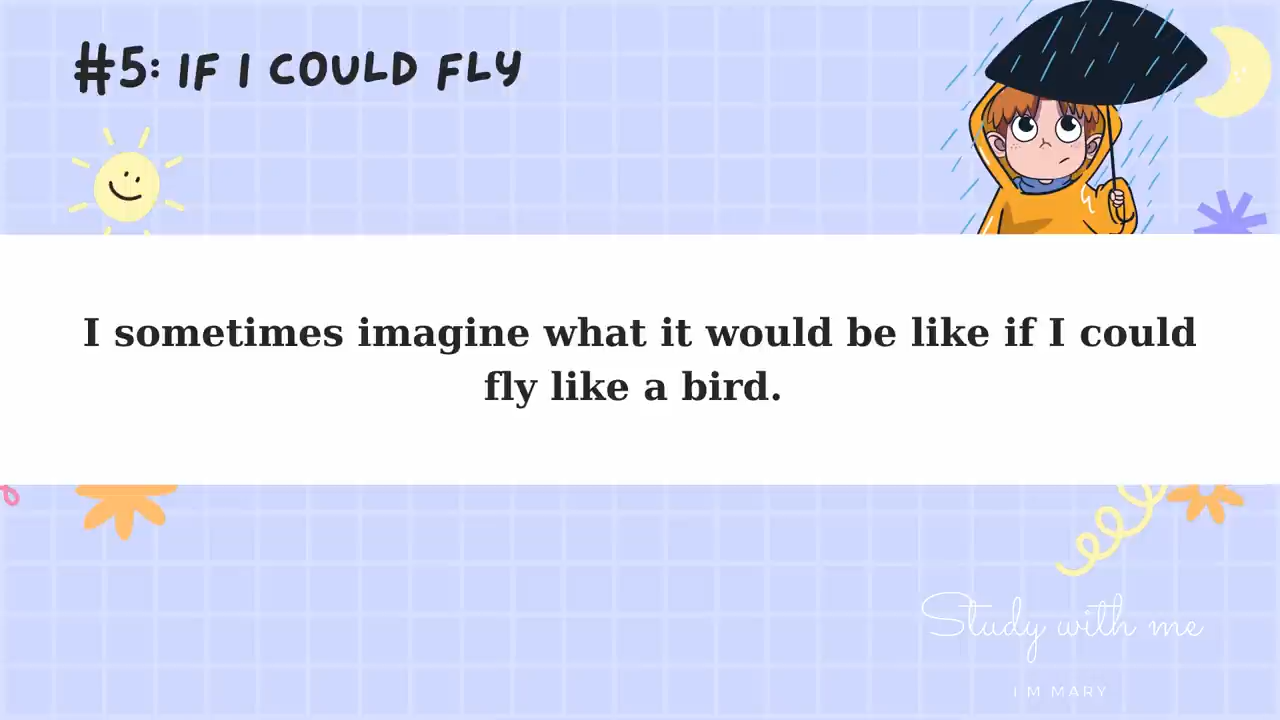 #5: IF I COULD FLY
I sometimes imagine what it would be like if I could
fly like a bird.
Study with me
I'M MARY